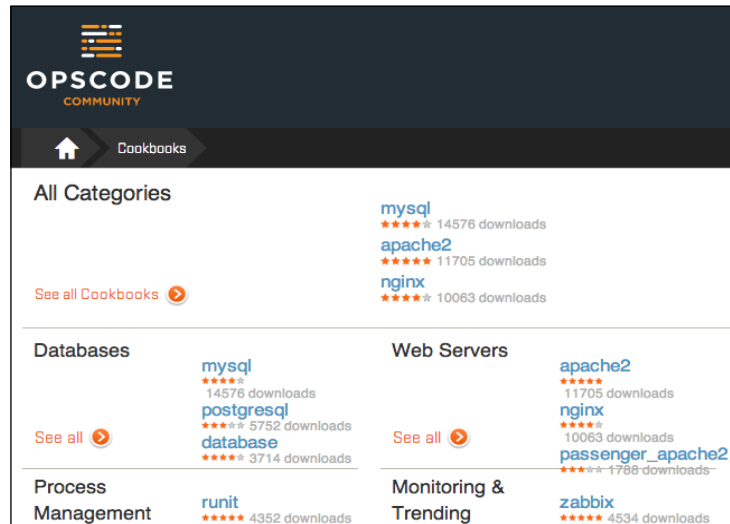 OPSCODE
COMMUNITY
Cookbooks
All Categories
mysql
14576 downloads
apache2
11705 downloads
nginx
10063 downloads
See all Cookbooks
Databases
mysql
14576 downloads
postgresql
5752 downloads
database
3714 downloads
See all
Web Servers
apache2
11705 downloads
nginx
10063 downloads
passenger_apache2
1788 downloads
See all
Process
Management
runit
4352 downloads
Monitoring &
Trending
zabbix
4534 downloads